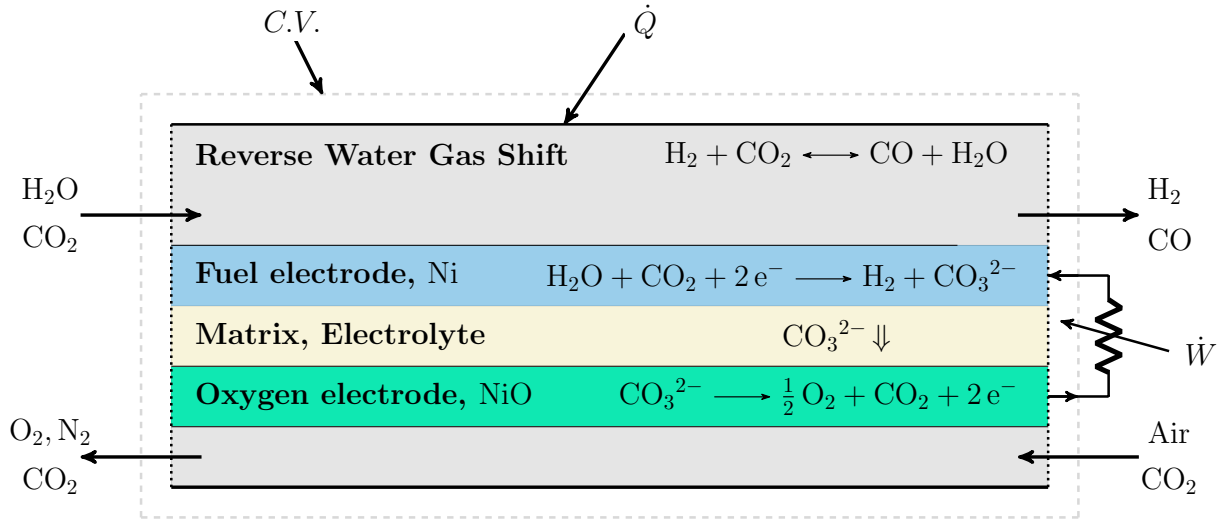 C.V.
Q̇
Reverse Water Gas Shift H₂ + CO₂ ⟷ CO + H₂O
H₂O
CO₂
H₂
CO
Fuel electrode, Ni H₂O + CO₂ + 2 e⁻ ⟶ H₂ + CO₃²⁻
Matrix, Electrolyte CO₃²⁻ ⇓
Ẇ
Oxygen electrode, NiO CO₃²⁻ ⟶ ½ O₂ + CO₂ + 2 e⁻
O₂, N₂
CO₂
Air
CO₂